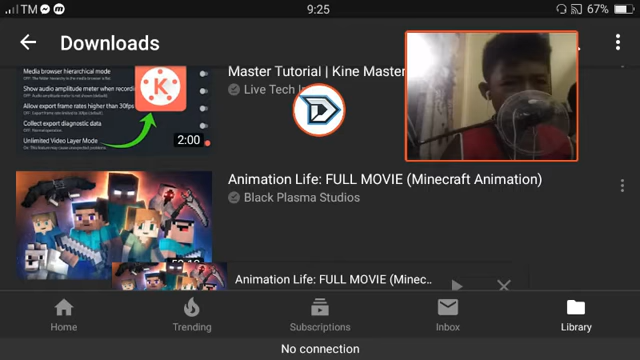 TM 9:25 67%
Downloads
Media browser hierarchical mode
Show audio amplitude meter when recordi
Allow export frame rates higher than 30fps
Collect export diagnostic data
Unlimited Video Layer Mode
K
2:00
Master Tutorial | Kine Master
Live Tech In
D
Animation Life: FULL MOVIE (Minecraft Animation)
Black Plasma Studios
Animation Life: FULL MOVIE (Minec..
Home Trending Subscriptions Inbox Library
No connection